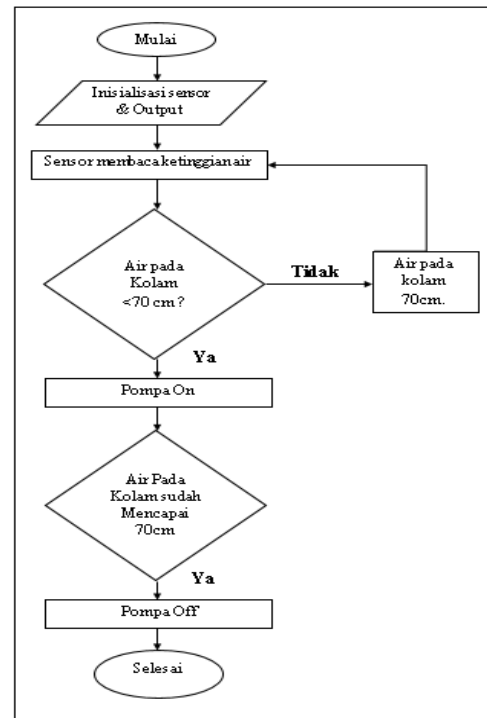 Mulai
Inisialisasi sensor
& Output
Sensor membaca ketinggian air
Air pada
Kolam
<70 cm ?
Tidak
Air pada
kolam
70cm.
Ya
Pompa On
Air Pada
Kolam sudah
Mencapai
70cm
Ya
Pompa Off
Selesai